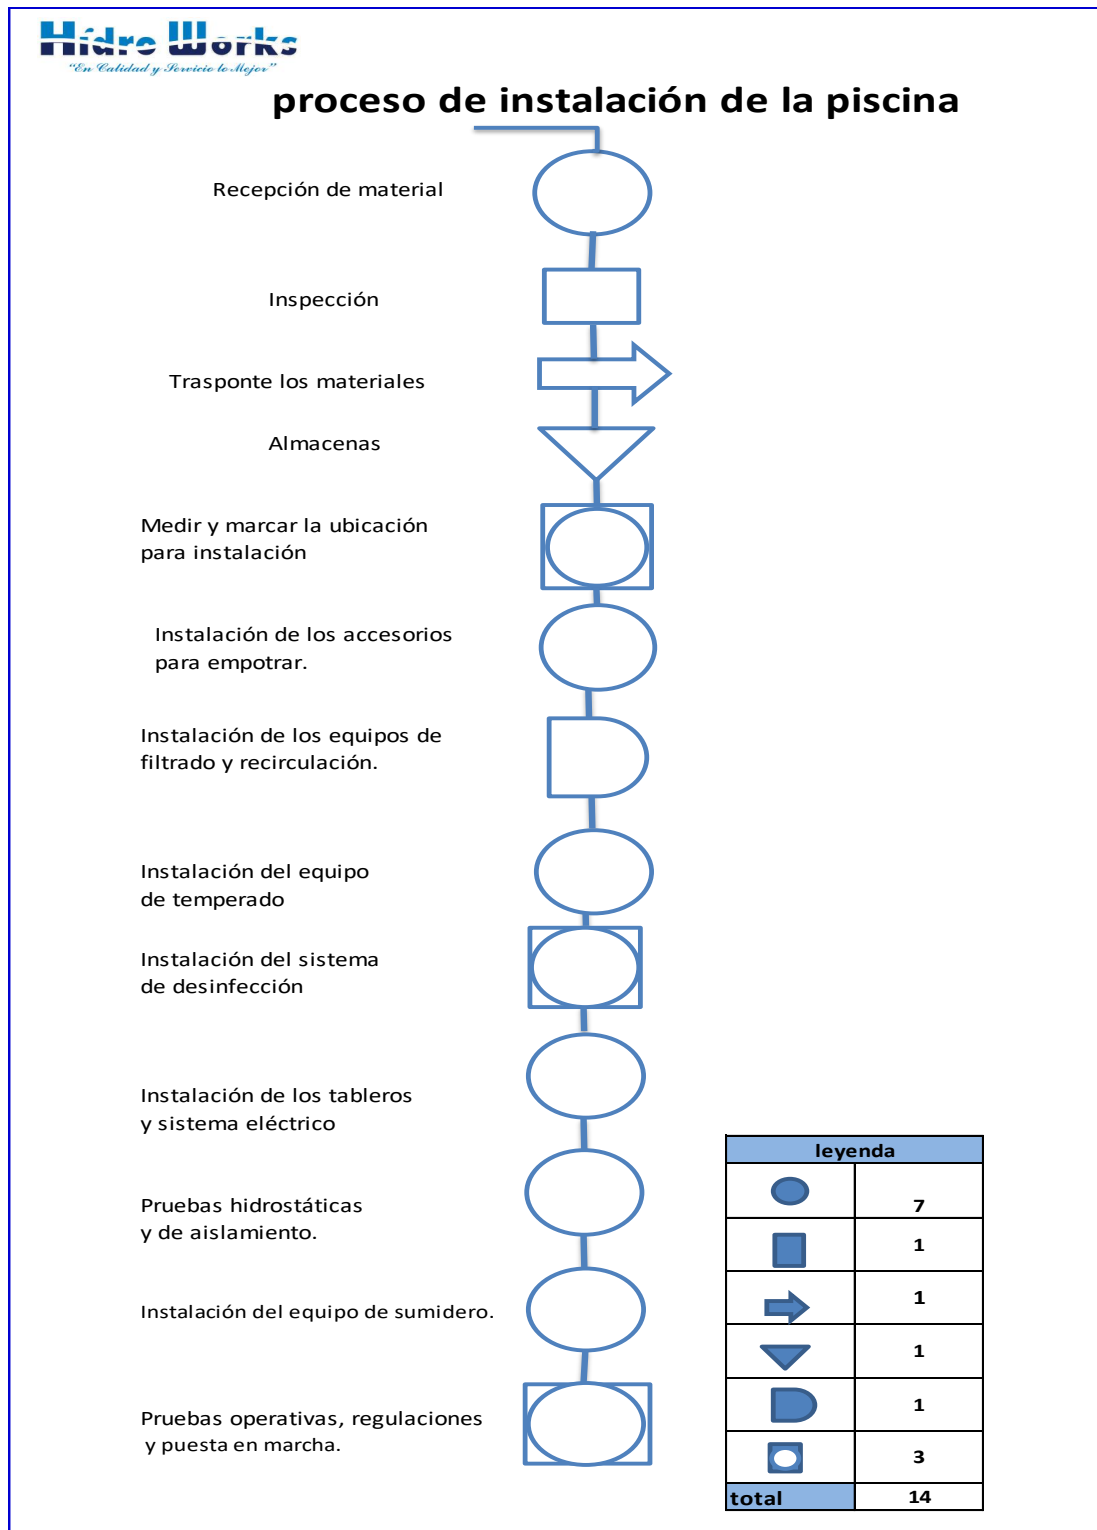 Hidro Works
"En Calidad y Servicio lo Mejor"
proceso de instalación de la piscina
Recepción de material
Inspección
Trasponte los materiales
Almacenas
Medir y marcar la ubicación
para instalación
Instalación de los accesorios
para empotrar.
Instalación de los equipos de
filtrado y recirculación.
Instalación del equipo
de temperado
Instalación del sistema
de desinfección
Instalación de los tableros
y sistema eléctrico
Pruebas hidrostáticas
y de aislamiento.
Instalación del equipo de sumidero.
Pruebas operativas, regulaciones
y puesta en marcha.
leyenda
7
1
1
1
1
3
total 14